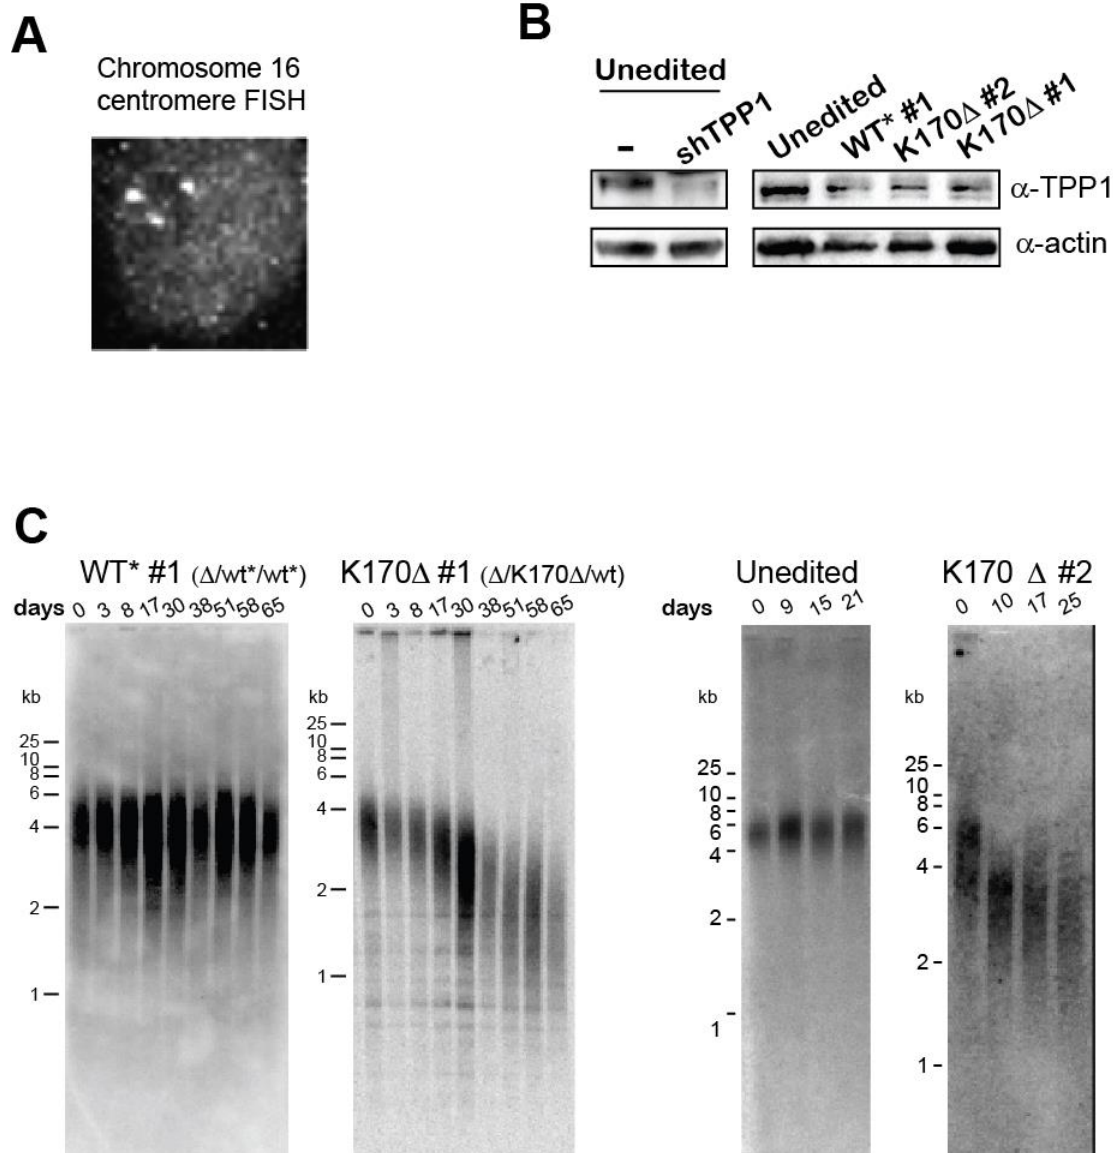 A
Chromosome 16
centromere FISH
B
Unedited
-
shTPP1
Unedited
WT* #1
K170Δ #2
K170Δ #1
α-TPP1
α-actin
C
WT* #1 (Δ/wt*/wt*)
days 0 3 8 17 30 38 51 58 65
kb
25
10
8
6
4
2
1
K170Δ #1 (Δ/K170Δ/wt)
0 3 8 17 30 38 51 58 65
kb
25
10
8
6
4
2
1
Unedited
days 0 9 15 21
kb
25
10
8
6
4
2
1
K170 Δ #2
0 10 17 25
kb
25
10
8
6
4
2
1